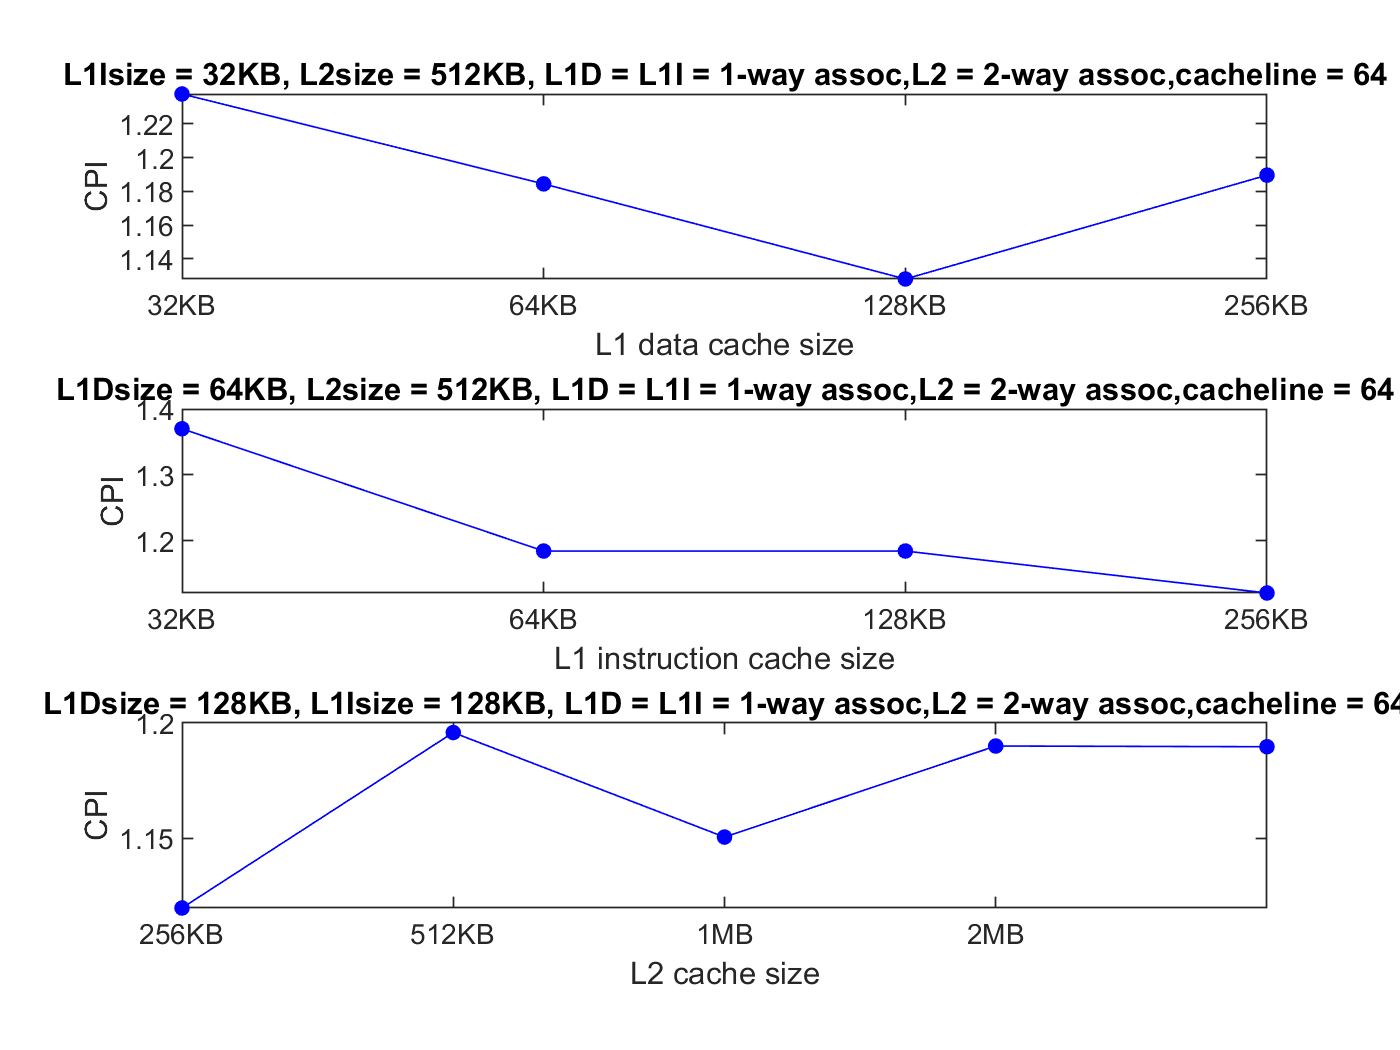 L1Isize = 32KB, L2size = 512KB, L1D = L1I = 1-way assoc,L2 = 2-way assoc,cacheline = 64
CPI
1.22
1.2
1.18
1.16
1.14
32KB 64KB 128KB 256KB
L1 data cache size
L1Dsize = 64KB, L2size = 512KB, L1D = L1I = 1-way assoc,L2 = 2-way assoc,cacheline = 64
CPI
1.4
1.3
1.2
32KB 64KB 128KB 256KB
L1 instruction cache size
L1Dsize = 128KB, L1Isize = 128KB, L1D = L1I = 1-way assoc,L2 = 2-way assoc,cacheline = 64
CPI
1.2
1.15
256KB 512KB 1MB 2MB
L2 cache size